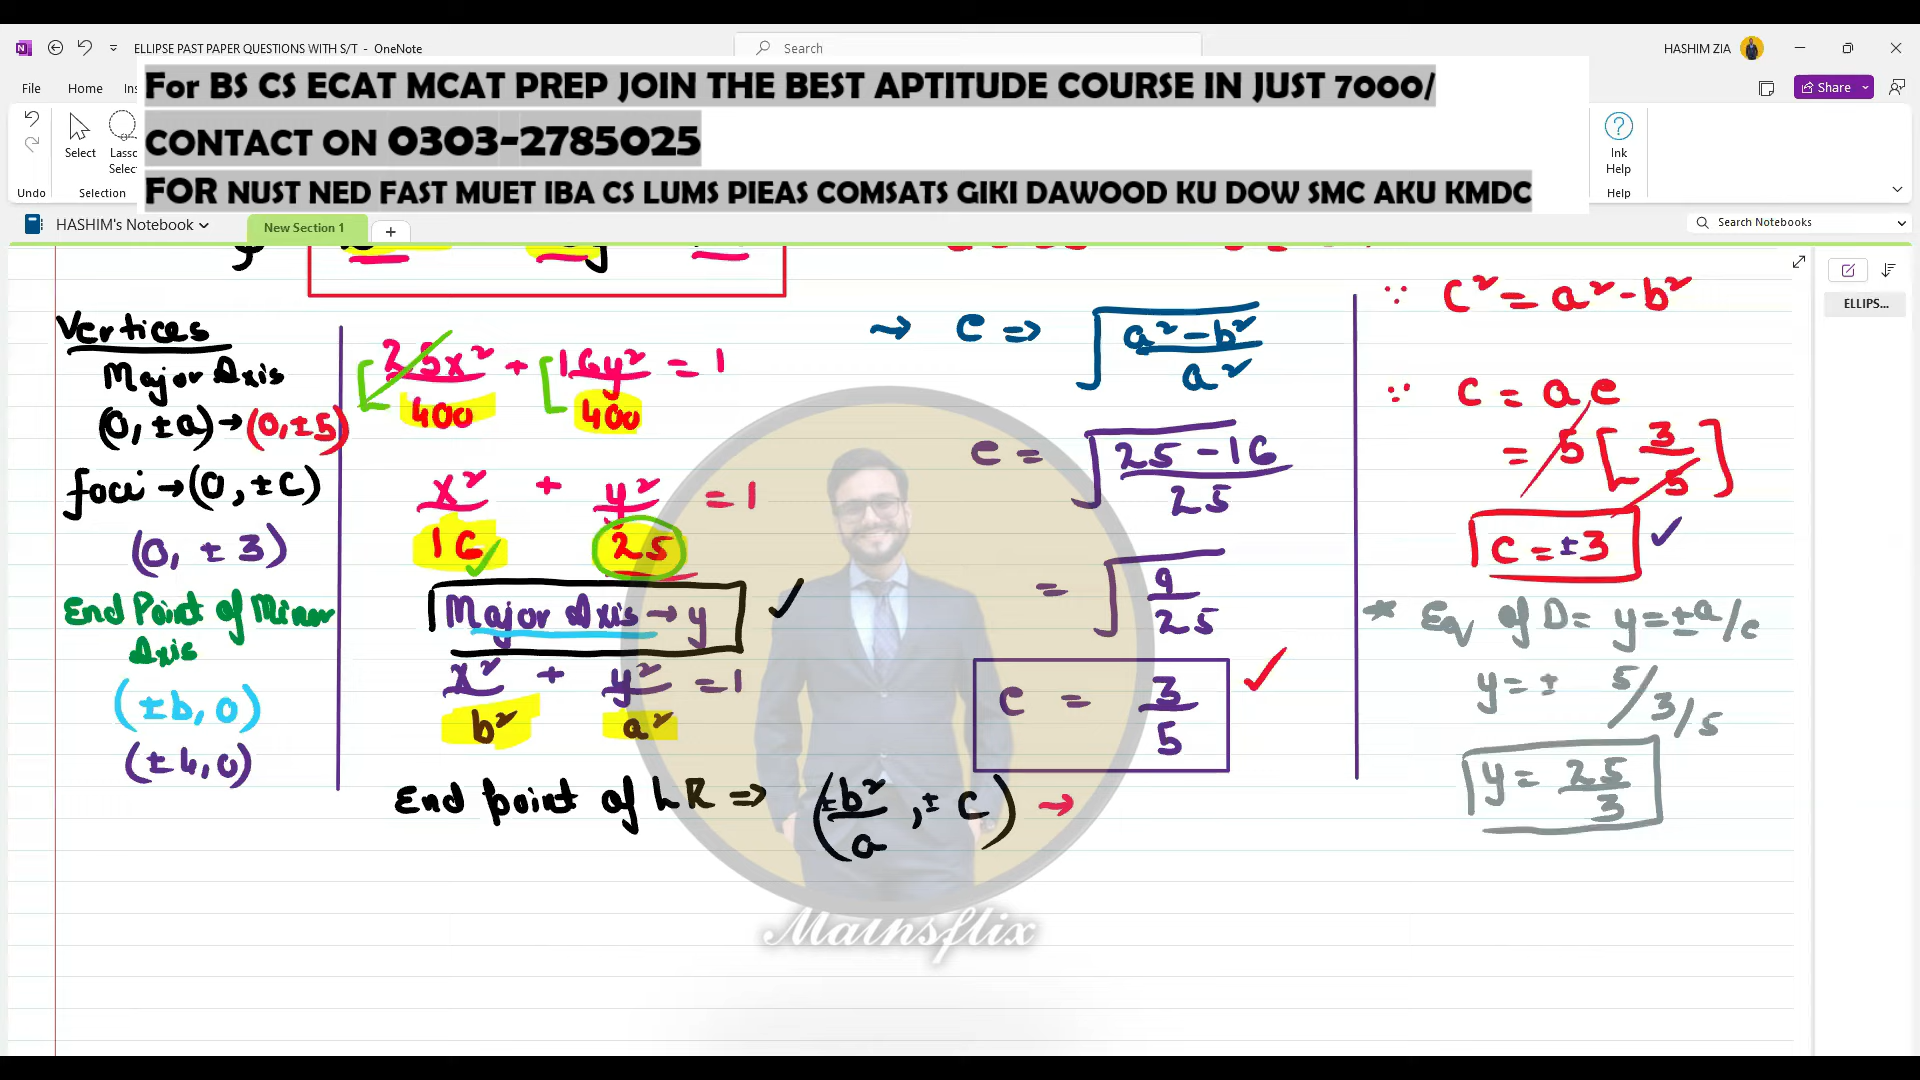 ELLIPSE PAST PAPER QUESTIONS WITH S/T - OneNote
Search
HASHIM ZIA
File
Home
In
Share
For BS CS ECAT MCAT PREP JOIN THE BEST APTITUDE COURSE IN JUST 7000/
CONTACT ON 0303-2785025
FOR NUST NED FAST MUET IBA CS LUMS PIEAS COMSATS GIKI DAWOOD KU DOW SMC AKU KMDC
Select
Lasso
Select
Undo
Selection
Ink
Help
Help
HASHIM's Notebook
New Section 1
+
Search Notebooks
ELLIPS...
Vertices
Major Axis
(0, ±a) → (0, ±5)
foci → (0, ±c)
(0, ±3)
End Point of Minor
Axis
(±b, 0)
(±4, 0)
25x²/400 + 16y²/400 = 1
x²/16 + y²/25 = 1
Major Axis → y
x²/b² + y²/a² = 1
End point of LR ⇒ (±b²/a, ±c) →
→ e ⇒ √(a²-b²/a²)
e = √(25-16/25)
= √(9/25)
e = 3/5
∵ c² = a²-b²
∵ c = ae
= 5[3/5]
c = ±3
* Eq of D = y = ±a/e
y = ± 5/3/5
y = 25/3
Mainsflix